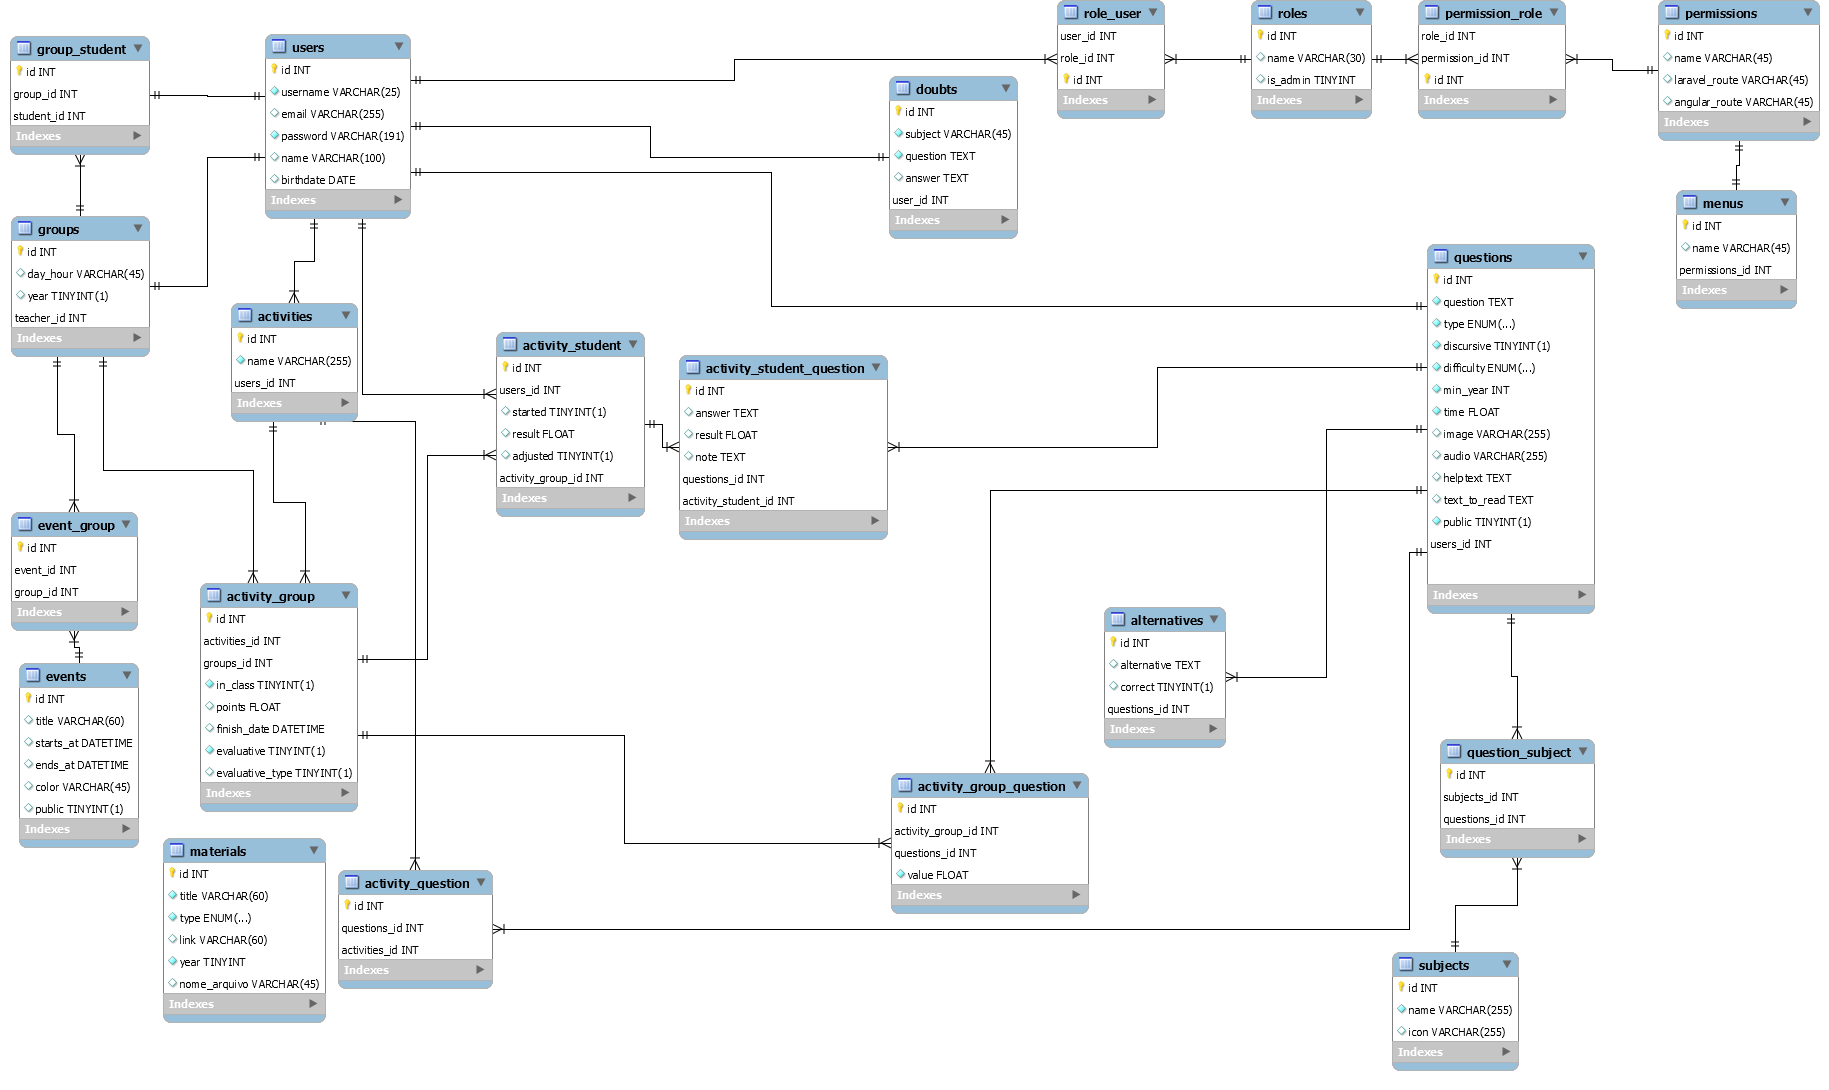 group_student
id INT
group_id INT
student_id INT
Indexes
users
id INT
username VARCHAR(25)
email VARCHAR(255)
password VARCHAR(191)
name VARCHAR(100)
birthdate DATE
Indexes
role_user
user_id INT
role_id INT
id INT
Indexes
roles
id INT
name VARCHAR(30)
is_admin TINYINT
Indexes
permission_role
role_id INT
permission_id INT
id INT
Indexes
permissions
id INT
name VARCHAR(45)
laravel_route VARCHAR(45)
angular_route VARCHAR(45)
Indexes
doubts
id INT
subject VARCHAR(45)
question TEXT
answer TEXT
user_id INT
Indexes
menus
id INT
name VARCHAR(45)
permissions_id INT
Indexes
groups
id INT
day_hour VARCHAR(45)
year TINYINT(1)
teacher_id INT
Indexes
activities
id INT
name VARCHAR(255)
users_id INT
Indexes
activity_student
id INT
users_id INT
started TINYINT(1)
result FLOAT
adjusted TINYINT(1)
activity_group_id INT
Indexes
activity_student_question
id INT
answer TEXT
result FLOAT
note TEXT
questions_id INT
activity_student_id INT
Indexes
questions
id INT
question TEXT
type ENUM(...)
discursive TINYINT(1)
difficulty ENUM(...)
min_year INT
time FLOAT
image VARCHAR(255)
audio VARCHAR(255)
helptext TEXT
text_to_read TEXT
public TINYINT(1)
users_id INT
Indexes
event_group
id INT
event_id INT
group_id INT
Indexes
activity_group
id INT
activities_id INT
groups_id INT
in_class TINYINT(1)
points FLOAT
finish_date DATETIME
evaluative TINYINT(1)
evaluative_type TINYINT(1)
Indexes
alternatives
id INT
alternative TEXT
correct TINYINT(1)
questions_id INT
Indexes
events
id INT
title VARCHAR(60)
starts_at DATETIME
ends_at DATETIME
color VARCHAR(45)
public TINYINT(1)
Indexes
question_subject
id INT
subjects_id INT
questions_id INT
Indexes
activity_group_question
id INT
activity_group_id INT
questions_id INT
value FLOAT
Indexes
materials
id INT
title VARCHAR(60)
type ENUM(...)
link VARCHAR(60)
year TINYINT
nome_arquivo VARCHAR(45)
Indexes
activity_question
id INT
questions_id INT
activities_id INT
Indexes
subjects
id INT
name VARCHAR(255)
icon VARCHAR(255)
Indexes